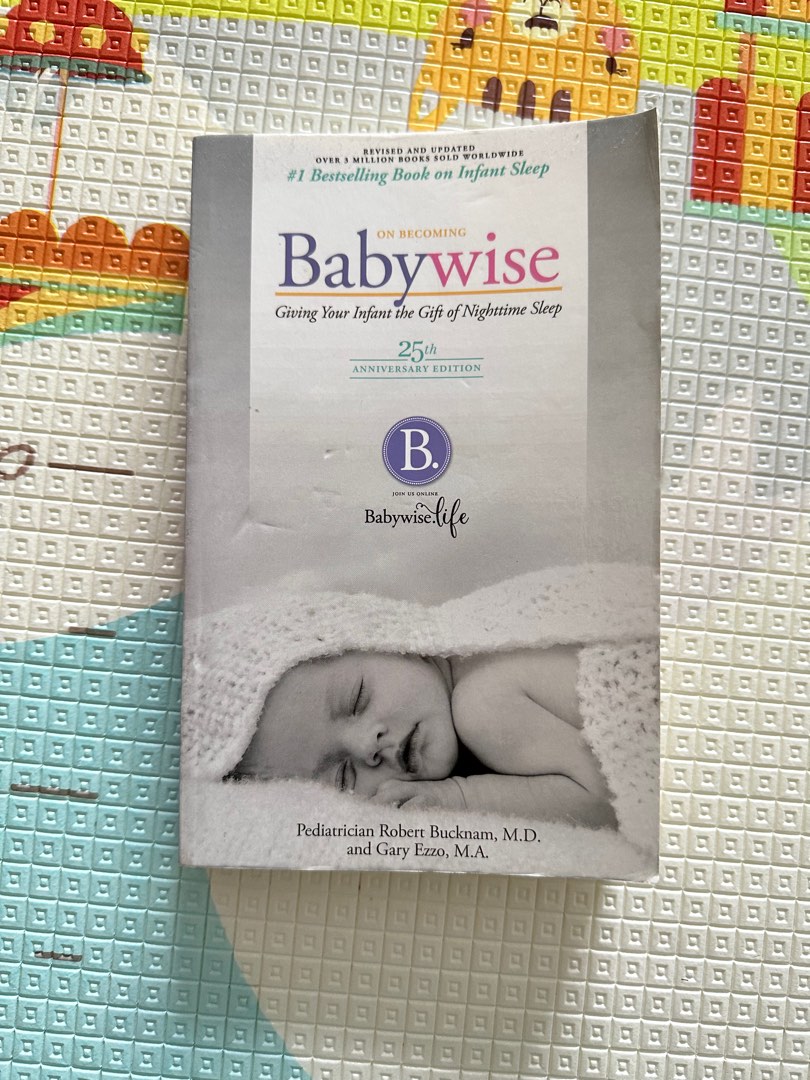 REVISED AND UPDATED
OVER 3 MILLION BOOKS SOLD WORLDWIDE
#1 Bestselling Book on Infant Sleep
ON BECOMING
Babywise
Giving Your Infant the Gift of Nighttime Sleep
25th
ANNIVERSARY EDITION
B.
JOIN US ONLINE
Babywise.life
Pediatrician Robert Bucknam, M.D.
and Gary Ezzo, M.A.